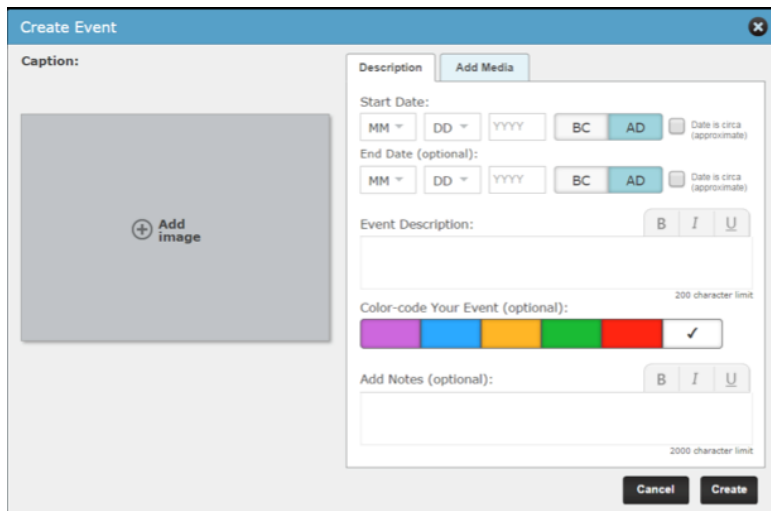 Create Event
Caption:
Add
image
Description Add Media
Start Date:
MM DD YYYY BC AD Date is circa
(approximate)
End Date (optional):
MM DD YYYY BC AD Date is circa
(approximate)
Event Description: B I U
200 character limit
Color-code Your Event (optional):
Add Notes (optional): B I U
2000 character limit
Cancel Create